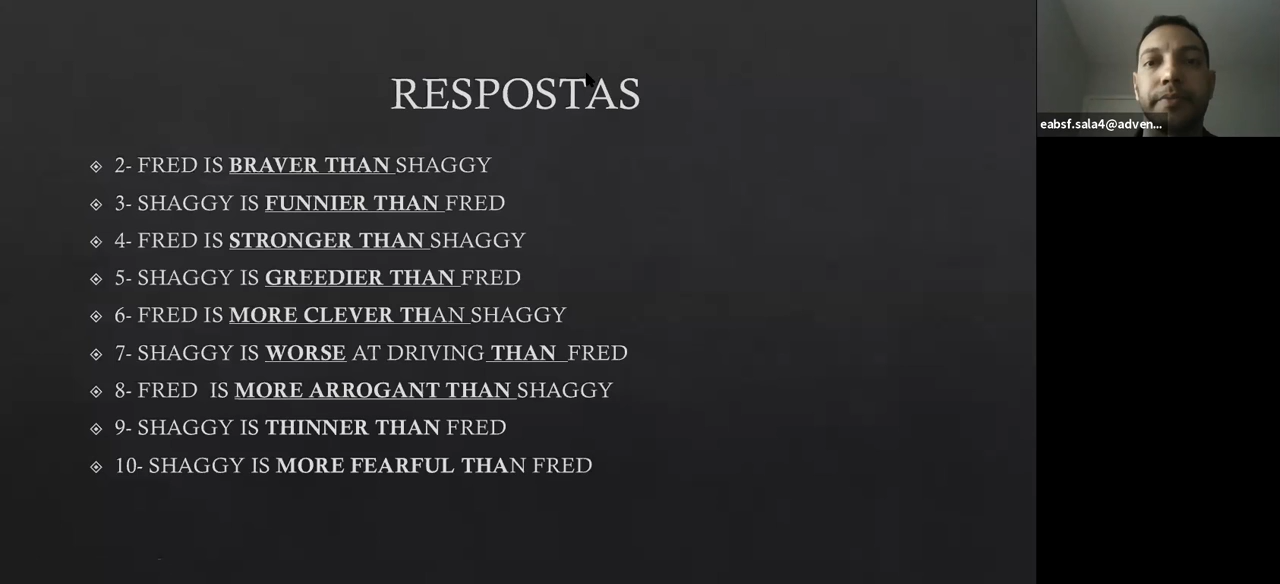 RESPOSTAS
2- FRED IS BRAVER THAN SHAGGY
3- SHAGGY IS FUNNIER THAN FRED
4- FRED IS STRONGER THAN SHAGGY
5- SHAGGY IS GREEDIER THAN FRED
6- FRED IS MORE CLEVER THAN SHAGGY
7- SHAGGY IS WORSE AT DRIVING THAN FRED
8- FRED IS MORE ARROGANT THAN SHAGGY
9- SHAGGY IS THINNER THAN FRED
10- SHAGGY IS MORE FEARFUL THAN FRED
eabsf.sala4@adven...